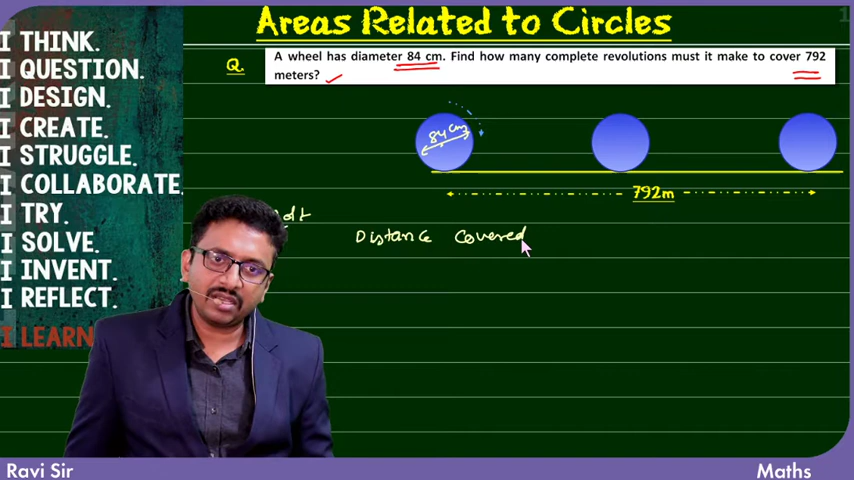 Areas Related to Circles
1
I THINK.
I QUESTION.
I DESIGN.
I CREATE.
I STRUGGLE.
I COLLABORATE.
I TRY.
I SOLVE.
I INVENT.
I REFLECT.
I LEARN
Q.
A wheel has diameter 84 cm. Find how many complete revolutions must it make to cover 792
meters?
84 cm
792m
Distance Covered
Ravi Sir
Maths